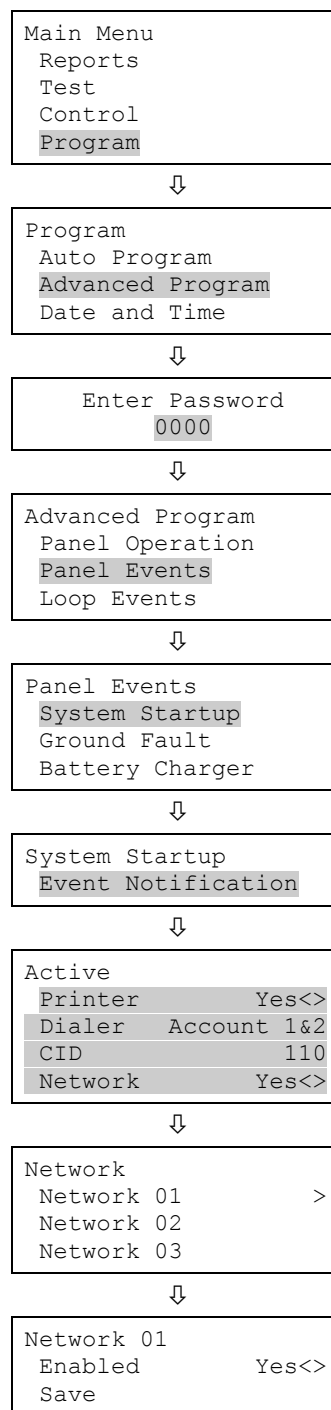 Main Menu
Reports
Test
Control
Program
⇩
Program
Auto Program
Advanced Program
Date and Time
⇩
Enter Password
0000
⇩
Advanced Program
Panel Operation
Panel Events
Loop Events
⇩
Panel Events
System Startup
Ground Fault
Battery Charger
⇩
System Startup
Event Notification
⇩
Active
Printer Yes<>
Dialer Account 1&2
CID 110
Network Yes<>
⇩
Network
Network 01 >
Network 02
Network 03
⇩
Network 01
Enabled Yes<>
Save